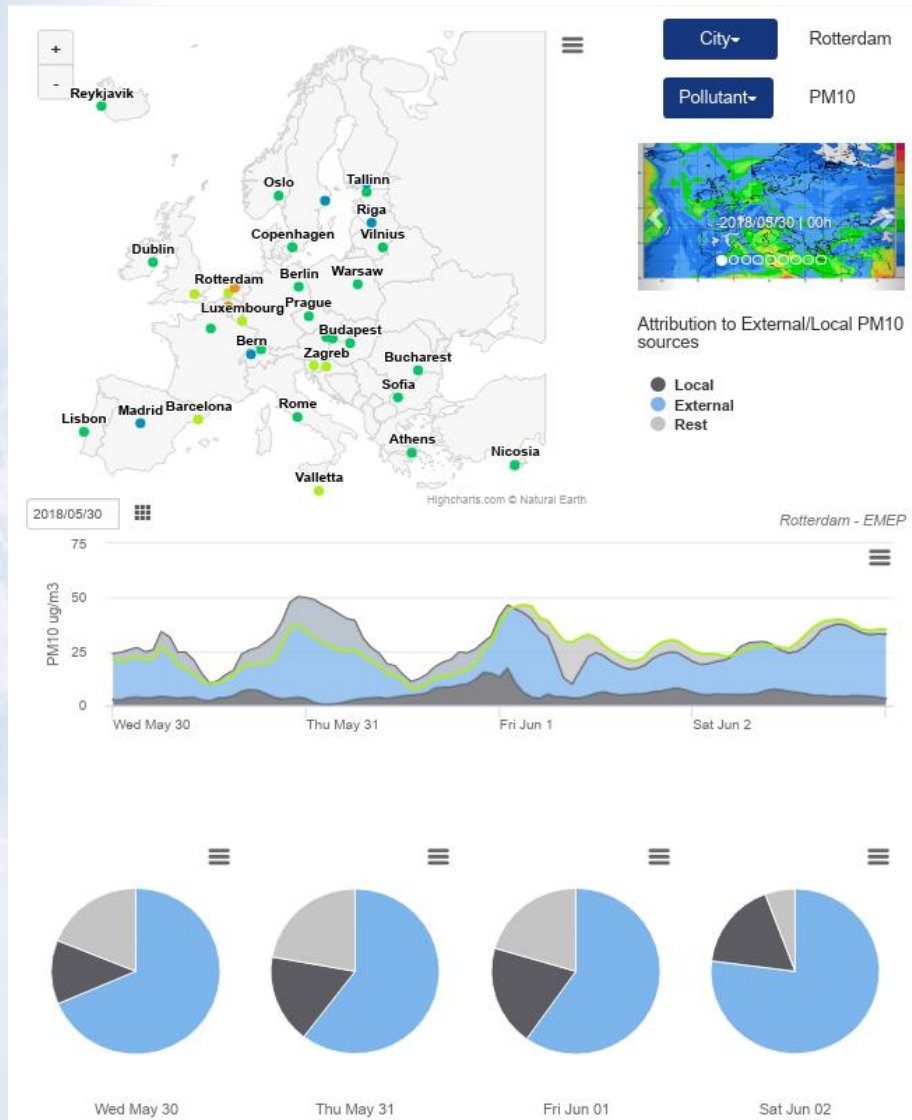 +
-
City
Rotterdam
Pollutant
PM10
Reykjavik
Oslo
Tallinn
Riga
Copenhagen
Vilnius
Dublin
Rotterdam
Berlin
Warsaw
Luxembourg
Prague
Bern
Budapest
Zagreb
Bucharest
Sofia
Lisbon
Madrid
Barcelona
Rome
Athens
Nicosia
Valletta
Highcharts.com © Natural Earth
2018/05/30 | 00h
Attribution to External/Local PM10
sources
Local
External
Rest
2018/05/30
Rotterdam - EMEP
PM10 ug/m3
75
50
25
0
Wed May 30
Thu May 31
Fri Jun 1
Sat Jun 2
Wed May 30
Thu May 31
Fri Jun 01
Sat Jun 02